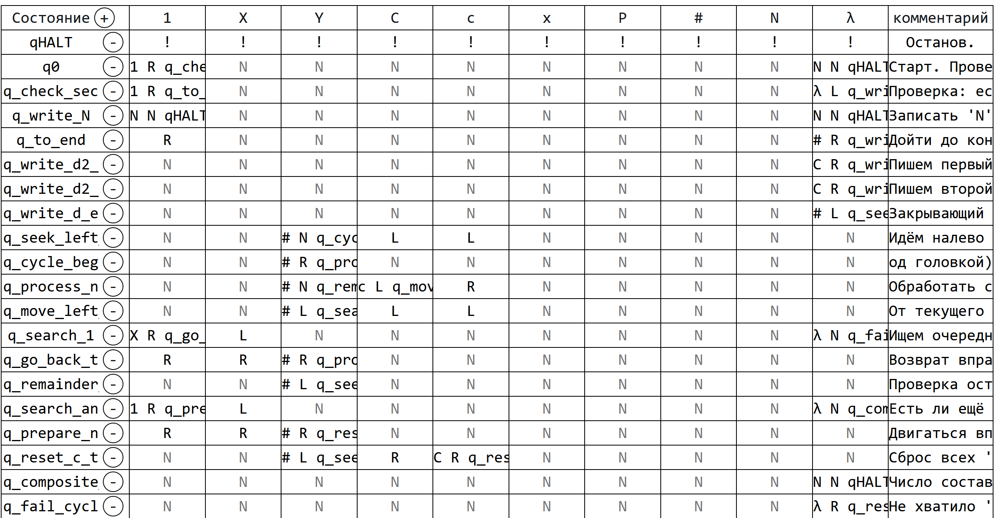 Состояние + 1 X Y C c x P # N λ комментарий
qHALT - ! ! ! ! ! ! ! ! ! ! Останов.
q0 - 1 R q_che N N N N N N N N N N qHALT Старт. Прове
q_check_sec - 1 R q_to_ N N N N N N N N λ L q_wri Проверка: ес
q_write_N - N N qHALT N N N N N N N N N N qHALT Записать 'N'
q_to_end - R N N N N N N N N # R q_wri Дойти до кон
q_write_d2_ - N N N N N N N N N C R q_wri Пишем первый
q_write_d2_ - N N N N N N N N N C R q_wri Пишем второй
q_write_d_e - N N N N N N N N N # L q_see Закрывающий
q_seek_left_ - N N # N q_cyc L L N N N N N Идём налево
q_cycle_beg - N N # R q_pro N N N N N N N од головкой)
q_process_n - N N # N q_rem c L q_mov R N N N N N Обработать с
q_move_left_ - N N # L q_sea L L N N N N N От текущего
q_search_1 - X R q_go_ L N N N N N N N λ N q_fai Ищем очередн
q_go_back_t - R R # R q_pro N N N N N N N Возврат впра
q_remainder_ - N N # L q_see N N N N N N N Проверка ост
q_search_an - 1 R q_pre L N N N N N N N λ N q_com Есть ли ещё
q_prepare_n - R R # R q_res N N N N N N N Двигаться вп
q_reset_c_t - N N # L q_see R C R q_res N N N N N Сброс всех '
q_composite_ - N N N N N N N N N N N qHALT Число состав
q_fail_cycl - N N N N N N N N N λ R q_res Не хватило '